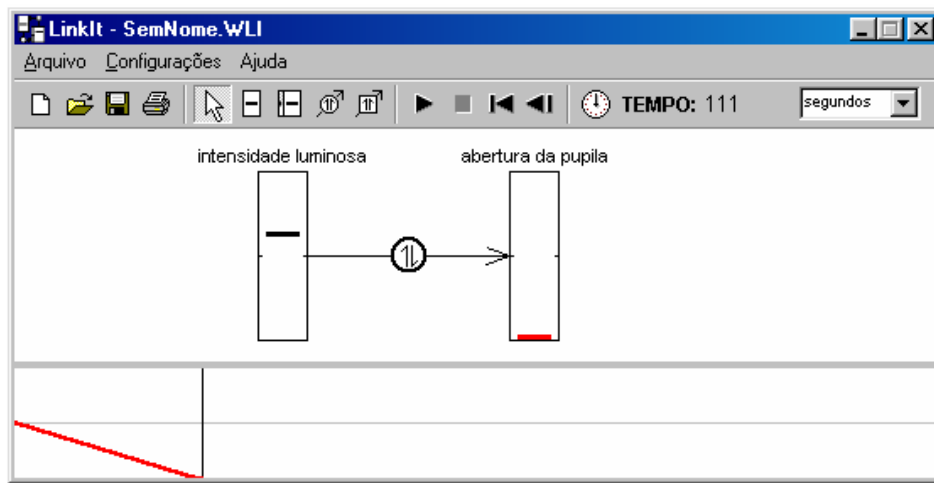 LinkIt - SemNome.WLI
Arquivo Configurações Ajuda
TEMPO: 111 segundos
intensidade luminosa abertura da pupila